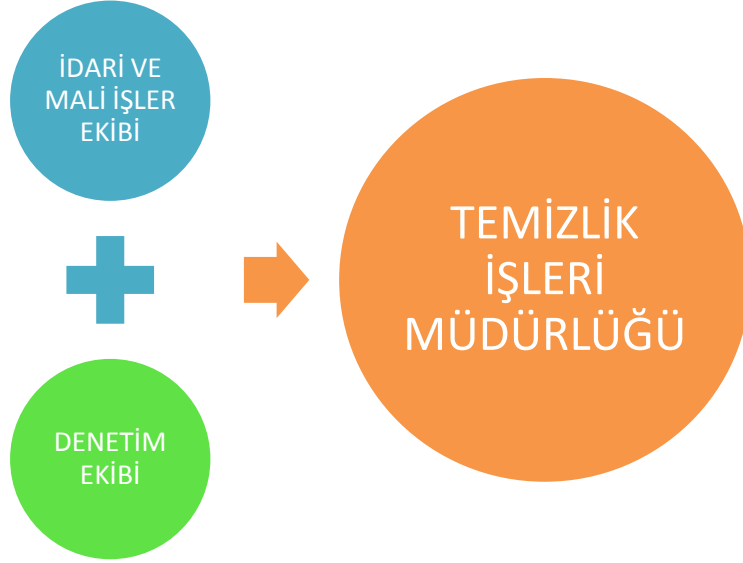 İDARİ VE
MALİ İŞLER
EKİBİ
DENETİM
EKİBİ
TEMİZLİK
İŞLERİ
MÜDÜRLÜĞÜ